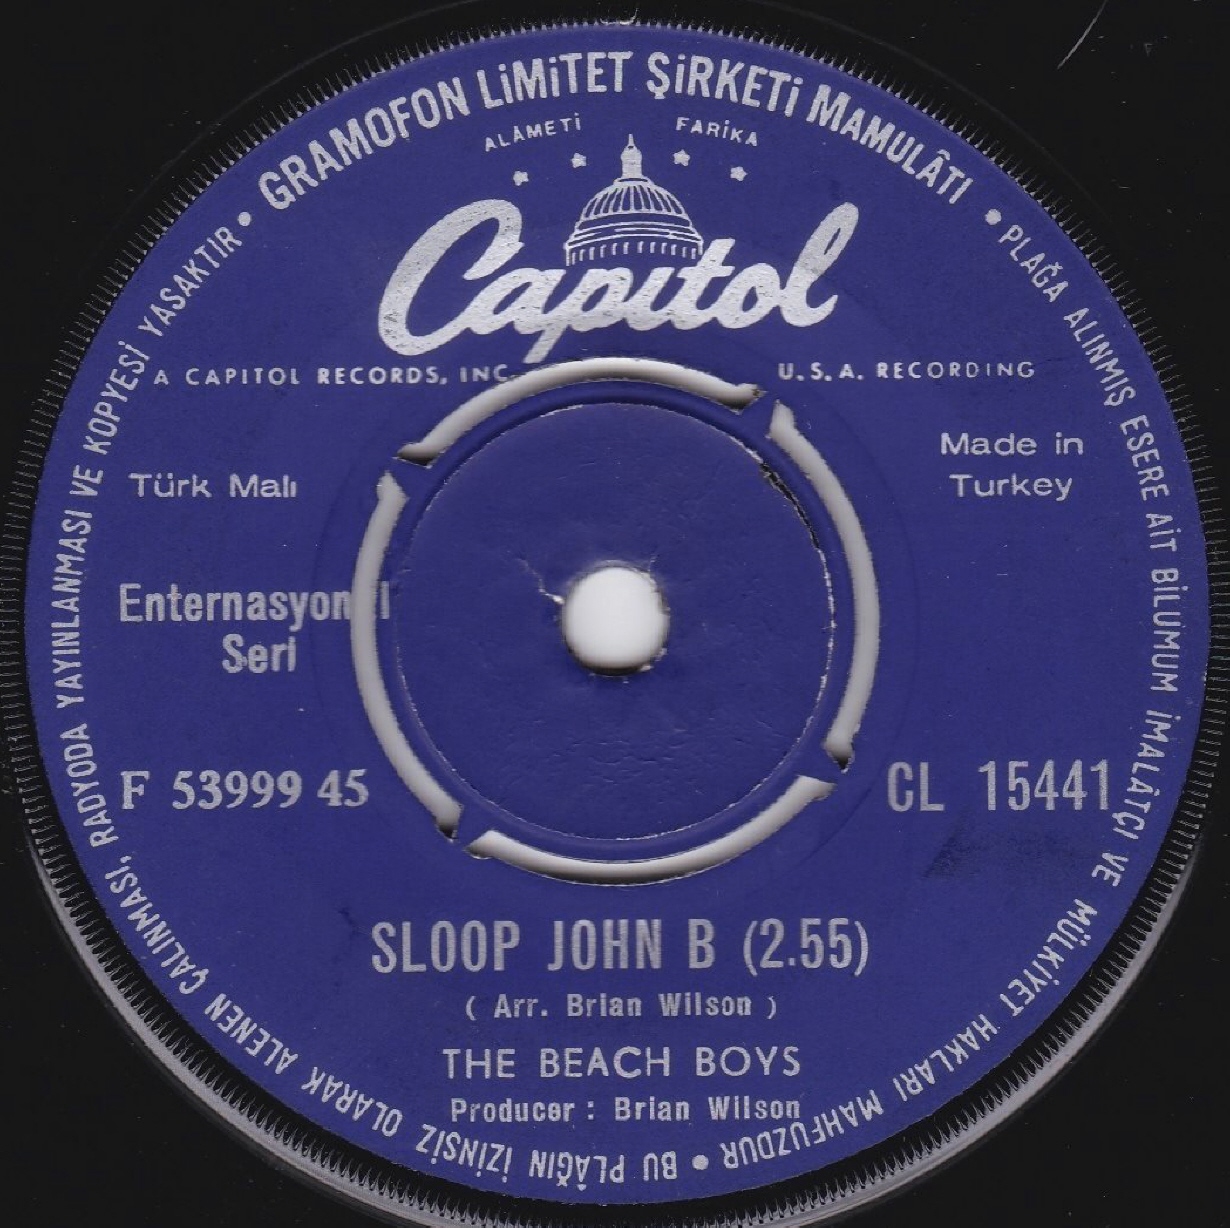 GRAMOFON LİMİTET ŞİRKETİ MAMULÂTI
• PLAĞA ALINMIŞ ESERE AİT BİLUMUM İMALÂTÇI VE MÜLKİYET HAKLARI MAHFUZDUR • BU PLÂĞIN İZİNSİZ OLARAK ALENEN ÇALINMASI, RADYODA YAYINLANMASI VE KOPYESİ YASAKTIR •
ALÂMETİ FARİKA
Capitol
A CAPITOL RECORDS, INC. U.S.A. RECORDING
Made in
Turkey
Türk Malı
Enternasyonal
Seri
F 53999 45
CL 15441
SLOOP JOHN B (2.55)
( Arr. Brian Wilson )
THE BEACH BOYS
Producer : Brian Wilson